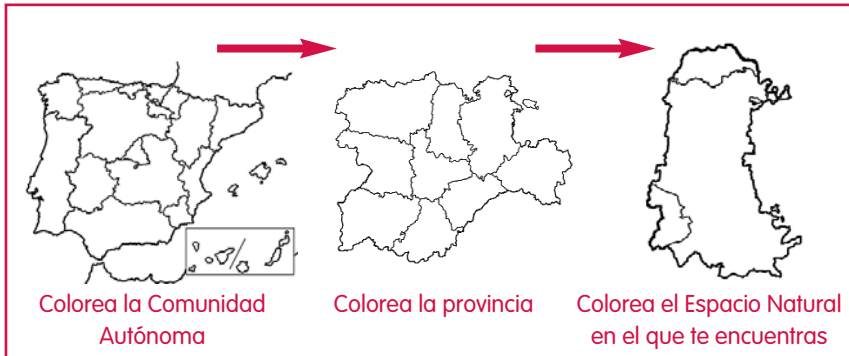 Colorea la Comunidad
Autónoma
Colorea la provincia
Colorea el Espacio Natural
en el que te encuentras